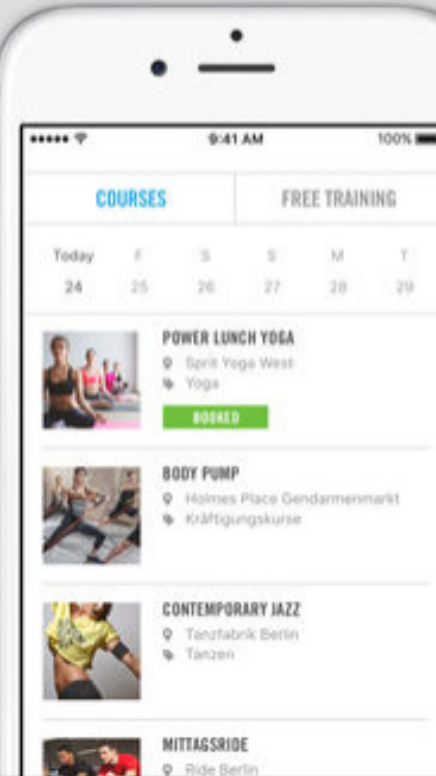 9:41 AM 100%
COURSES FREE TRAINING
Today F S S M T
24 25 26 27 28 29
POWER LUNCH YOGA
Sprit Yoga West
Yoga
BOOKED
BODY PUMP
Holmes Place Gendarmenmarkt
Kräftigungskurse
CONTEMPORARY JAZZ
Tanzfabrik Berlin
Tanzen
MITTAGSRIDE
Ride Berlin